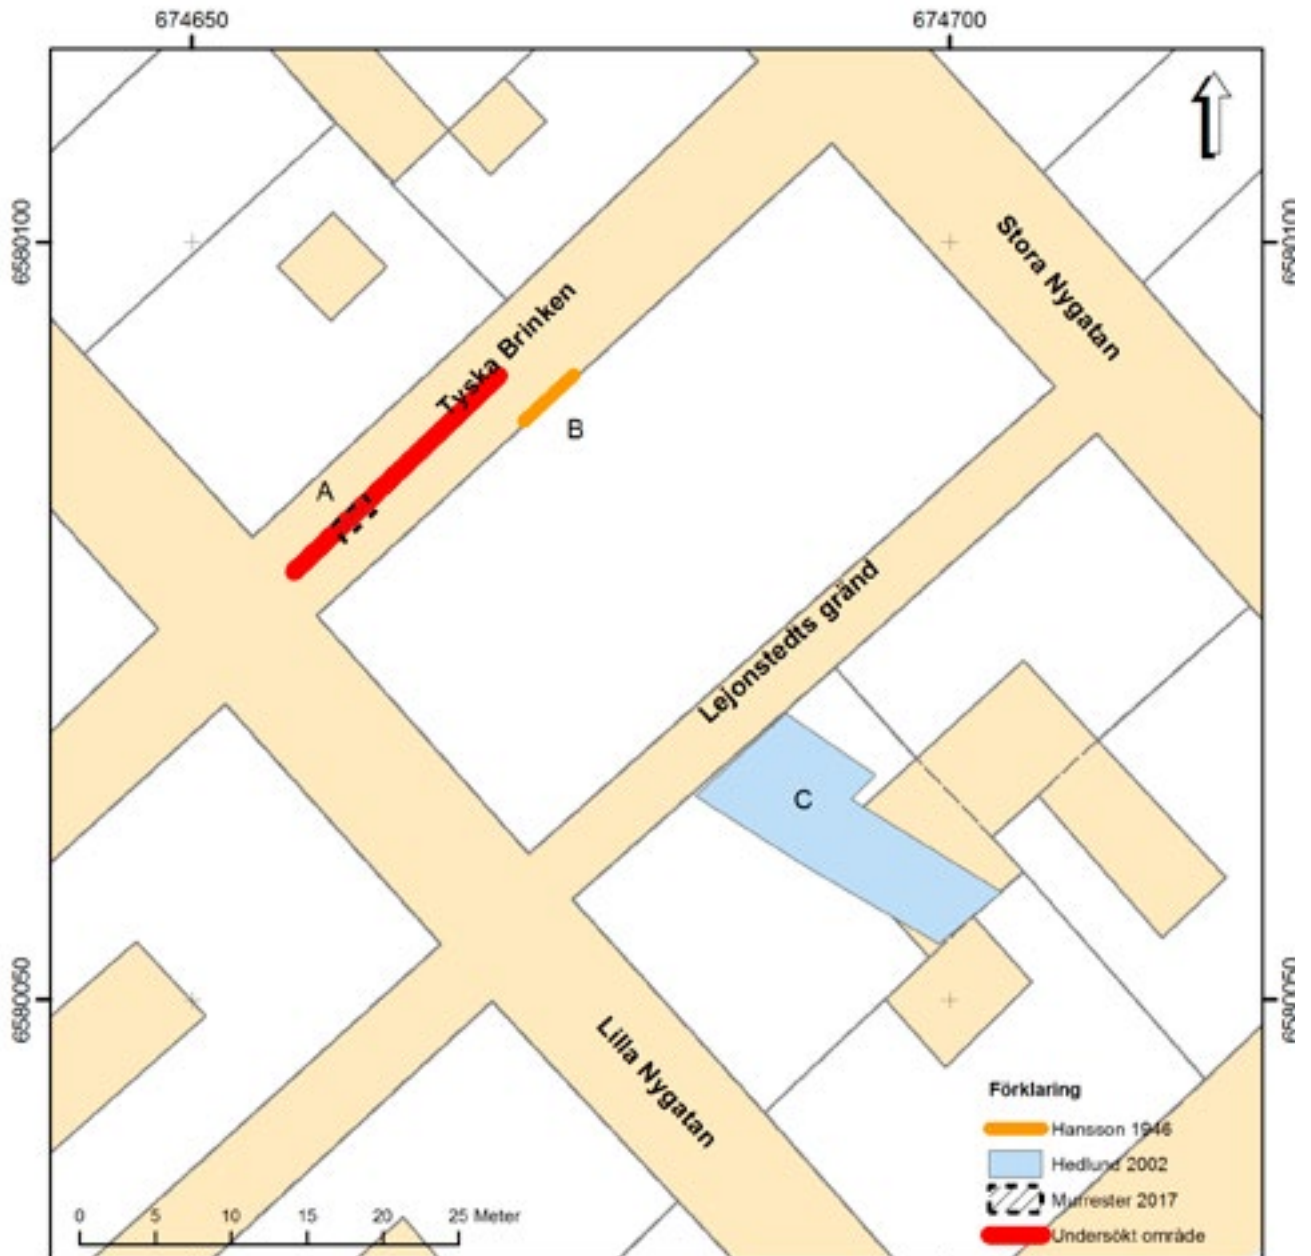 674650
674700
6580100
6580100
Stora Nygatan
Tyska Brinken
B
A
Lejonstedts gränd
C
6580050
6580050
Lilla Nygatan
Förklaring
Hansson 1946
Hedlund 2002
Murrester 2017
Undersökt område
0 5 10 15 20 25 Meter